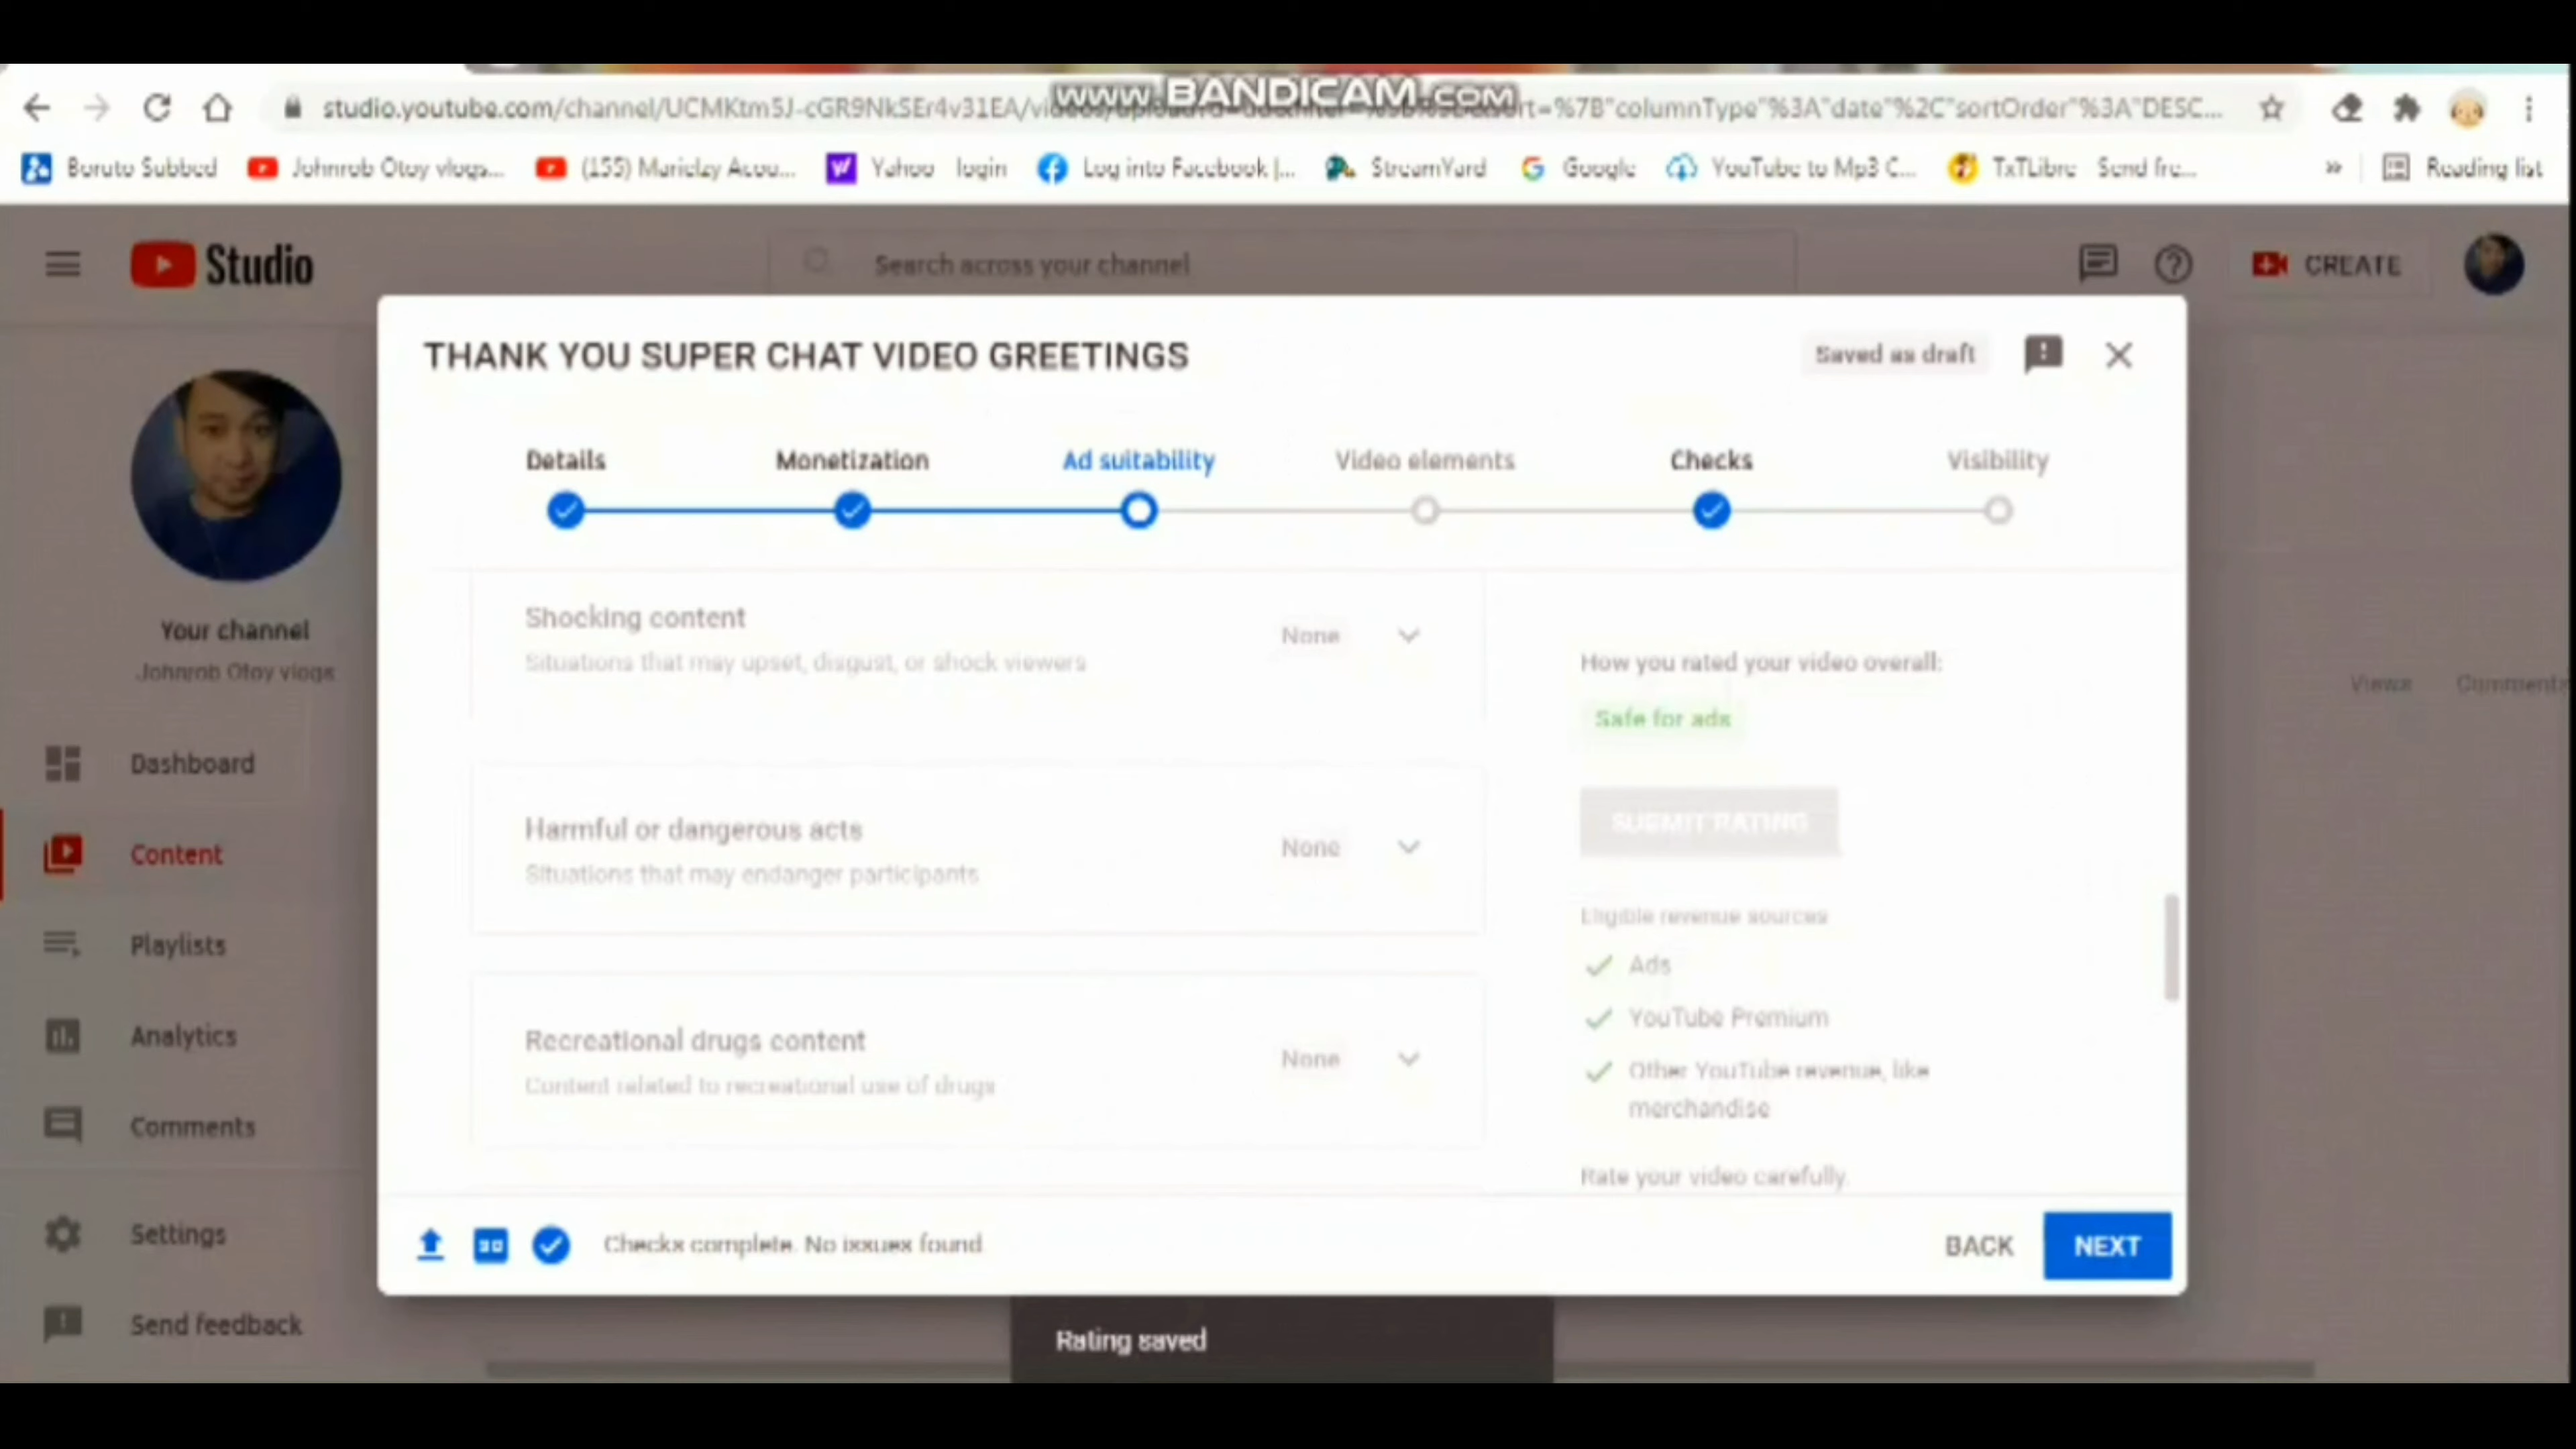 www.BANDICAM.com
studio.youtube.com/channel/UCMKtm5J-cGR9NkSEr4v31EA/
"columnType"%3A"date"%2C"sortOrder"%3A"DESC...
Boruto Subbed
Johnrob Otoy vlogs...
(155) Marielzy Acou...
Yahoo login
Log into Facebook |...
StreamYard
Google
YouTube to Mp3 C...
TxTLibre Send fre...
»
Reading list
Studio
Search across your channel
CREATE
THANK YOU SUPER CHAT VIDEO GREETINGS
Saved as draft
Details
Monetization
Ad suitability
Video elements
Checks
Visibility
Your channel
Johnrob Otoy vlogs
Dashboard
Content
Playlists
Analytics
Comments
Settings
Send feedback
Shocking content
None
Situations that may upset, disgust, or shock viewers
Harmful or dangerous acts
None
Situations that may endanger participants
Recreational drugs content
None
Content related to recreational use of drugs
How you rated your video overall:
Safe for ads
SUBMIT RATING
Eligible revenue sources
Ads
YouTube Premium
Other YouTube revenue, like
merchandise
Rate your video carefully.
Views
Comments
Checks complete. No issues found.
BACK
NEXT
Rating saved